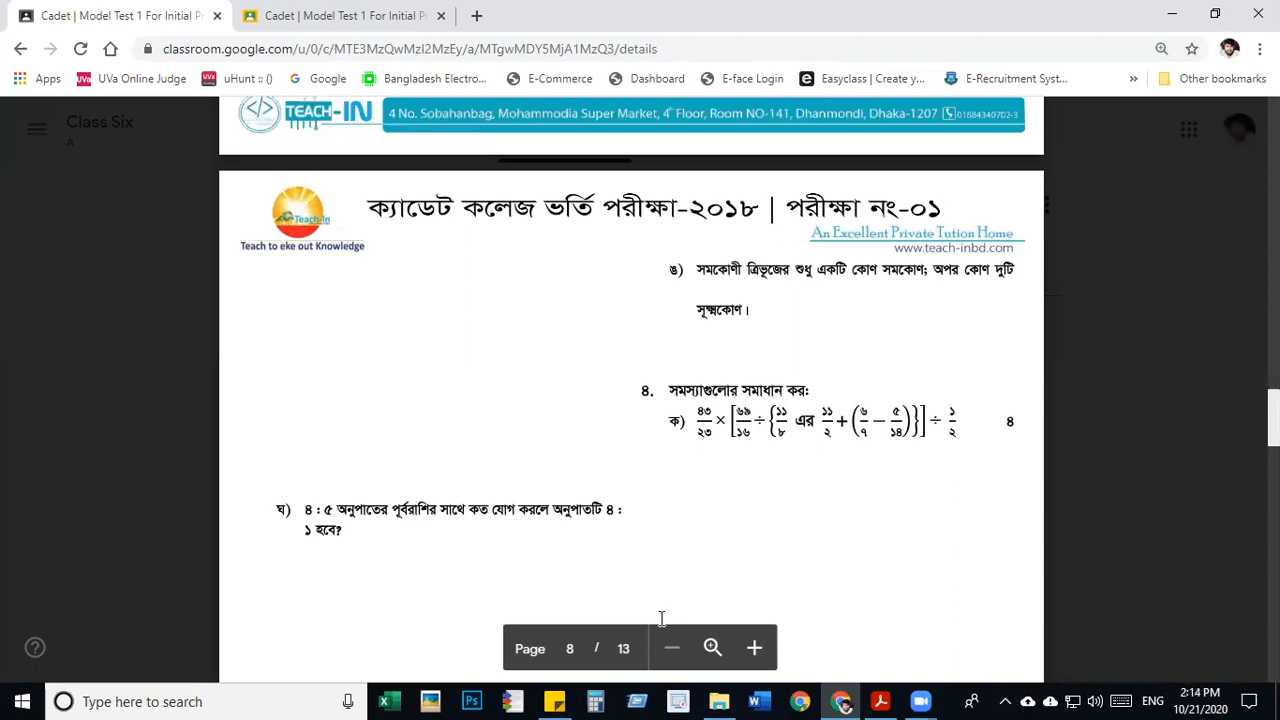 Cadet | Model Test 1 For Initial P
Cadet | Model Test 1 For Initial P
classroom.google.com/u/0/c/MTE3MzQwMzI2MzEy/a/MTgwMDY5MjA1MzQ3/details
Apps UVa Online Judge uHunt :: () Google Bangladesh Electro... E-Commerce Dashboard E-face Login Easyclass | Create y... E-Recruitment Syst... » Other bookmarks
TEACH-IN 4 No. Sobahanbag, Mohammodia Super Market, 4th Floor, Room NO-141, Dhanmondi, Dhaka-1207 01684340702-3
Class Six
A
Teach-In
Teach to eke out Knowledge
ক্যাডেট কলেজ ভর্তি পরীক্ষা-২০১৮ | পরীক্ষা নং-০১
An Excellent Private Tution Home
www.teach-inbd.com
ঙ) সমকোণী ত্রিভূজের শুধু একটি কোণ সমকোণ; অপর কোণ দুটি
সূক্ষ্মকোণ।
৪. সমস্যাগুলোর সমাধান কর:
ক) ৪৩/২৩ × [৬৯/১৬ ÷ {১১/৮ এর ১১/২ + (৬/৭ − ৫/১৪)}] ÷ ১/২ ৪
ঘ) ৪ : ৫ অনুপাতের পূর্বরাশির সাথে কত যোগ করলে অনুপাতটি ৪ :
১ হবে?
Page 8 / 13
Type here to search
ENG
2:14 PM
10/21/2020